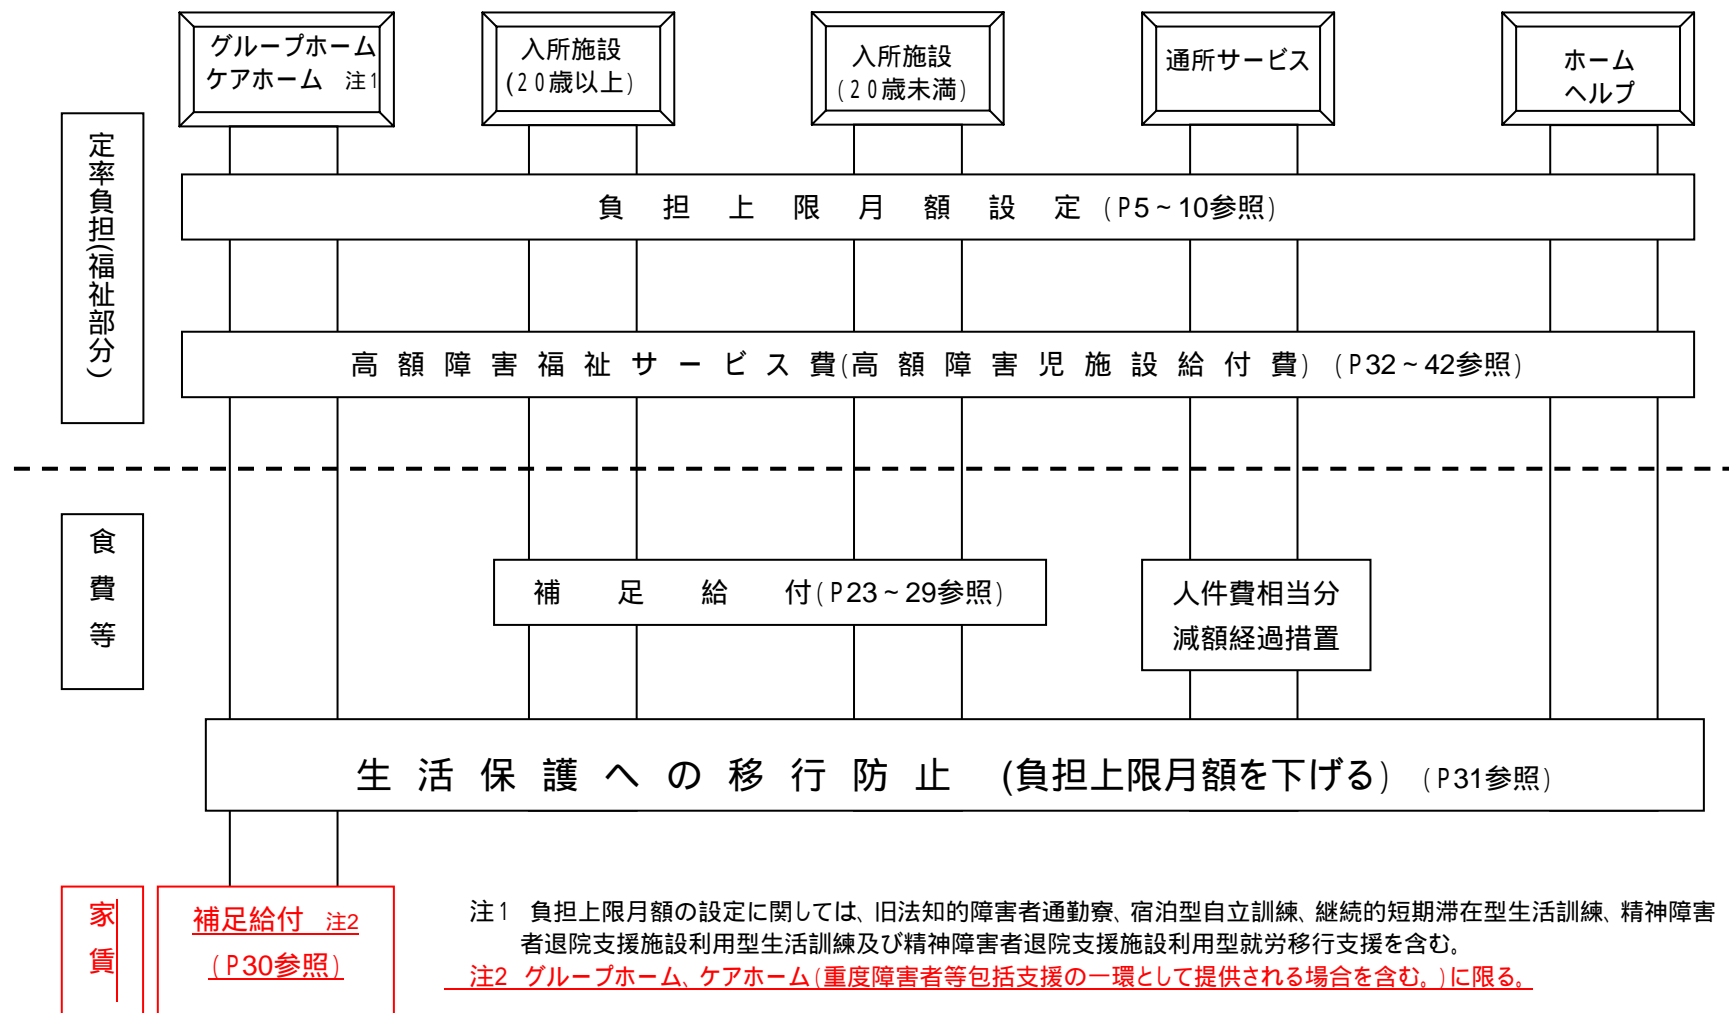 グループホーム
ケアホーム 注1
入所施設
(20歳以上)
入所施設
(20歳未満)
通所サービス
ホーム
ヘルプ
定率負担(福祉部分)
負担上限月額設定(P5~10参照)
高額障害福祉サービス費(高額障害児施設給付費)(P32~42参照)
食費等
補足給付(P23~29参照)
人件費相当分
減額経過措置
生活保護への移行防止 (負担上限月額を下げる)(P31参照)
家賃
補足給付 注2
(P30参照)
注1 負担上限月額の設定に関しては、旧法知的障害者通勤寮、宿泊型自立訓練、継続的短期滞在型生活訓練、精神障害
者退院支援施設利用型生活訓練及び精神障害者退院支援施設利用型就労移行支援を含む。
注2 グループホーム、ケアホーム(重度障害者等包括支援の一環として提供される場合を含む。)に限る。